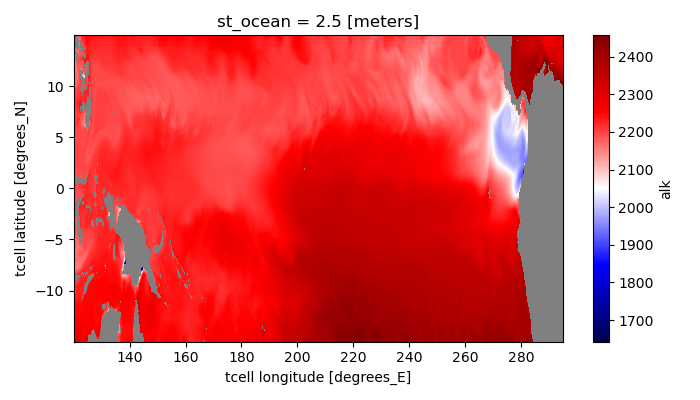 st_ocean = 2.5 [meters]
tcell latitude [degrees_N]
10
5
0
−5
−10
140 160 180 200 220 240 260 280
tcell longitude [degrees_E]
2400
2300
2200
2100
2000
1900
1800
1700
alk